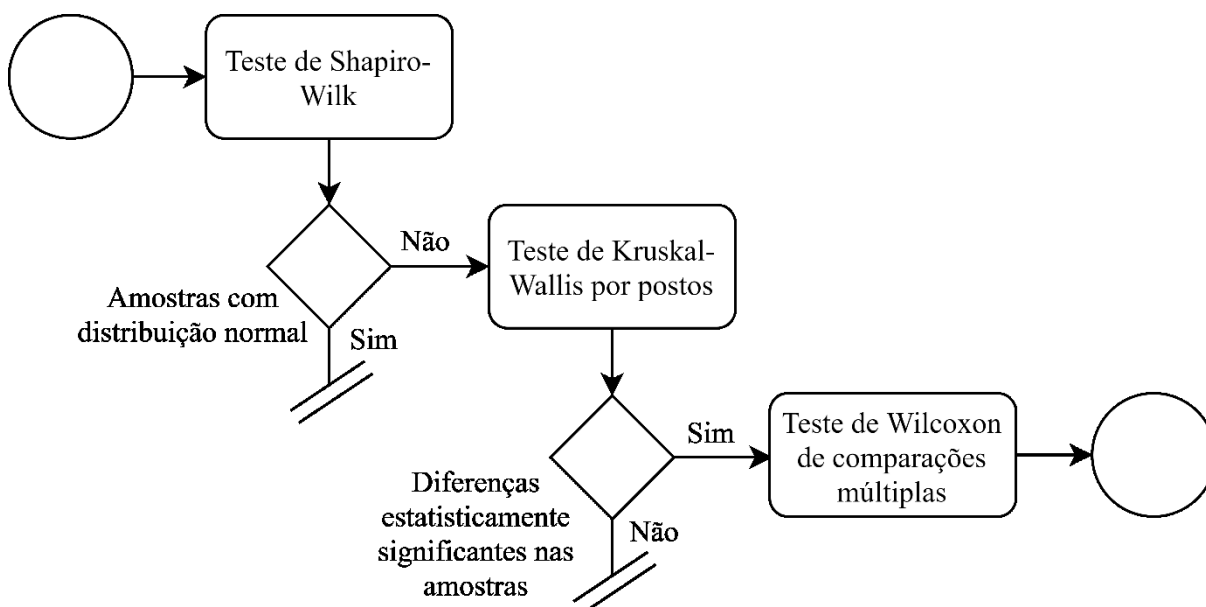 Teste de Shapiro-
Wilk
Não
Amostras com
distribuição normal
Sim
Teste de Kruskal-
Wallis por postos
Sim
Diferenças
estatisticamente
significantes nas
amostras
Não
Teste de Wilcoxon
de comparações
múltiplas